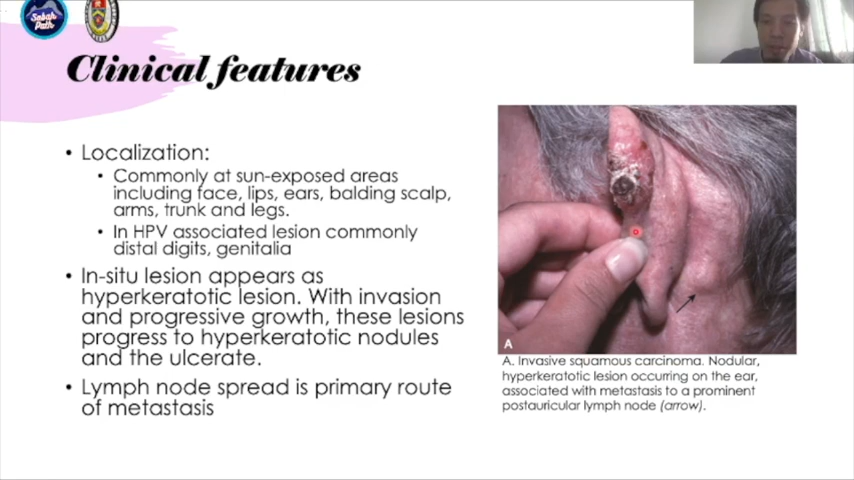 Sabah
Path
Clinical features
• Localization:
• Commonly at sun-exposed areas
including face, lips, ears, balding scalp,
arms, trunk and legs.
• In HPV associated lesion commonly
distal digits, genitalia
• In-situ lesion appears as
hyperkeratotic lesion. With invasion
and progressive growth, these lesions
progress to hyperkeratotic nodules
and the ulcerate.
• Lymph node spread is primary route
of metastasis
A
A. Invasive squamous carcinoma. Nodular,
hyperkeratotic lesion occurring on the ear,
associated with metastasis to a prominent
postauricular lymph node (arrow).